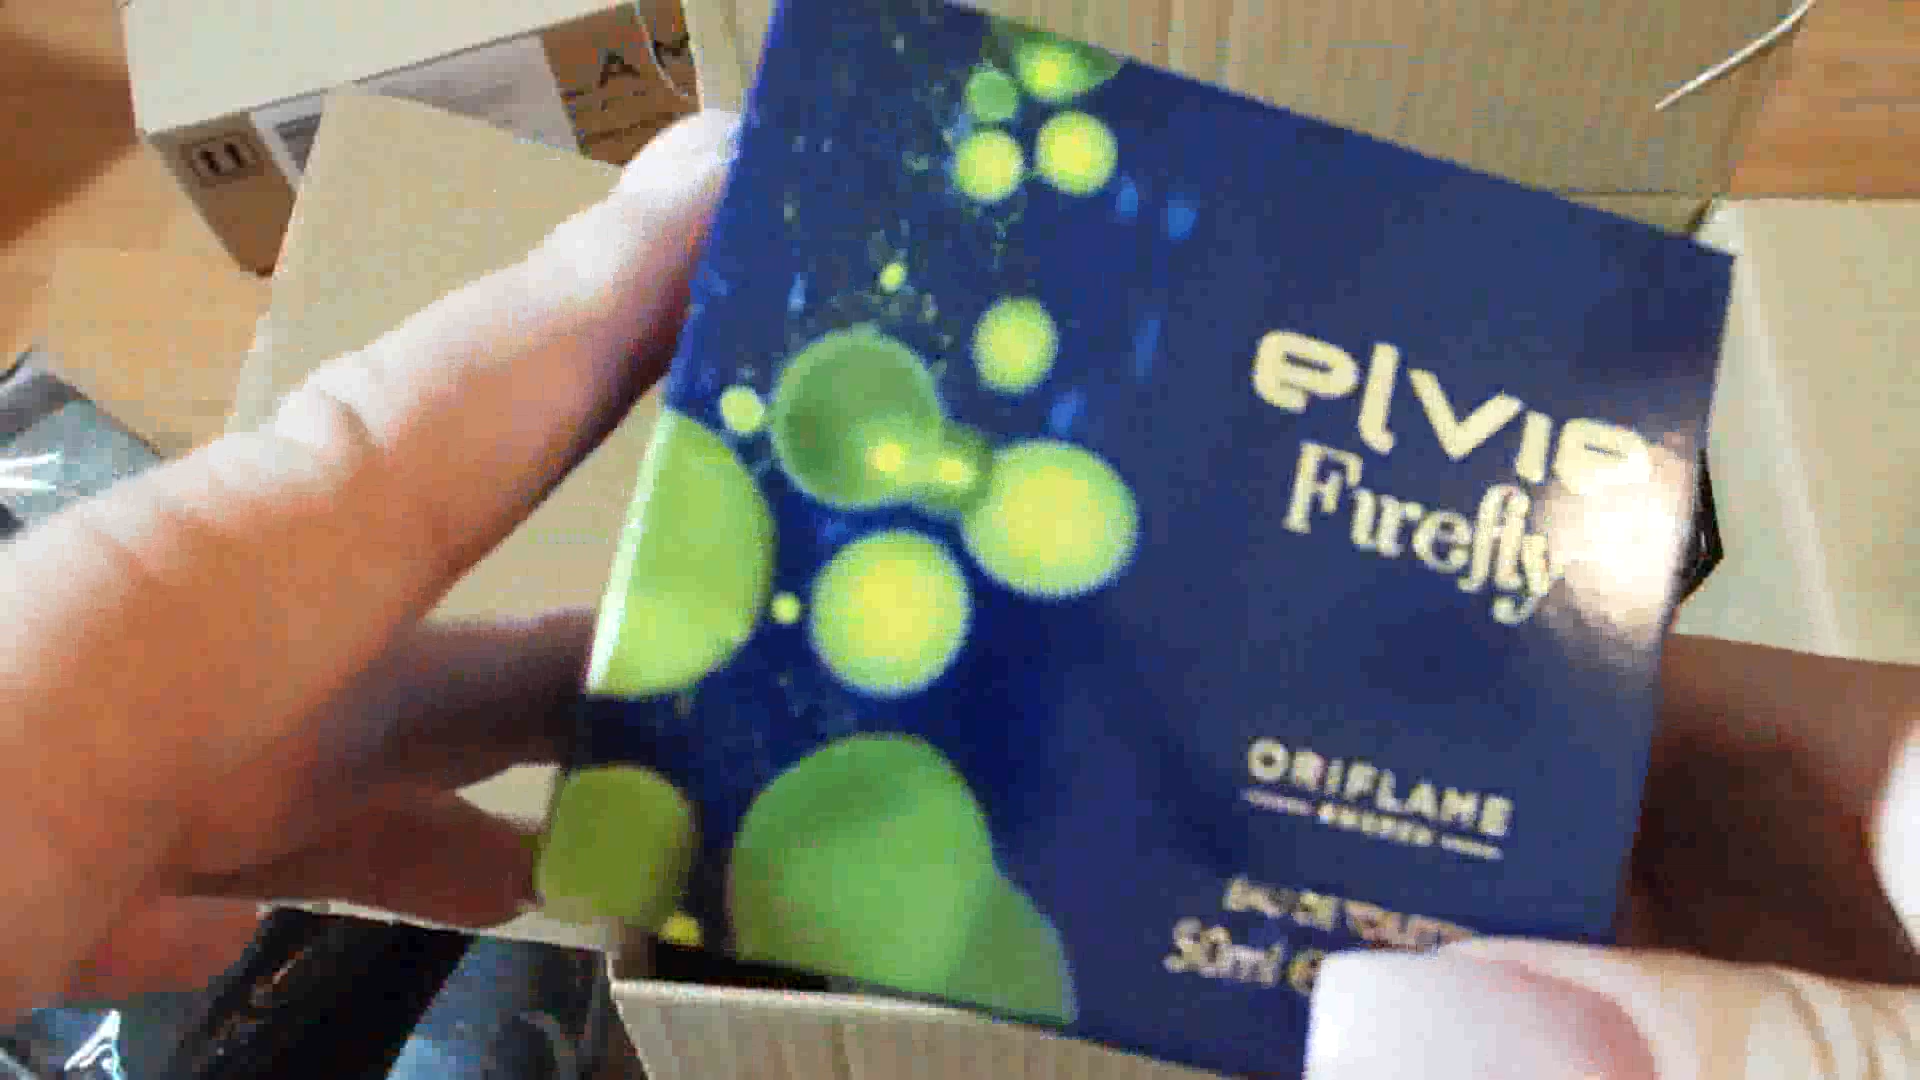 elvie
Firefly
ORIFLAME
SWEDEN
EAU DE TOILETTE
50ml e